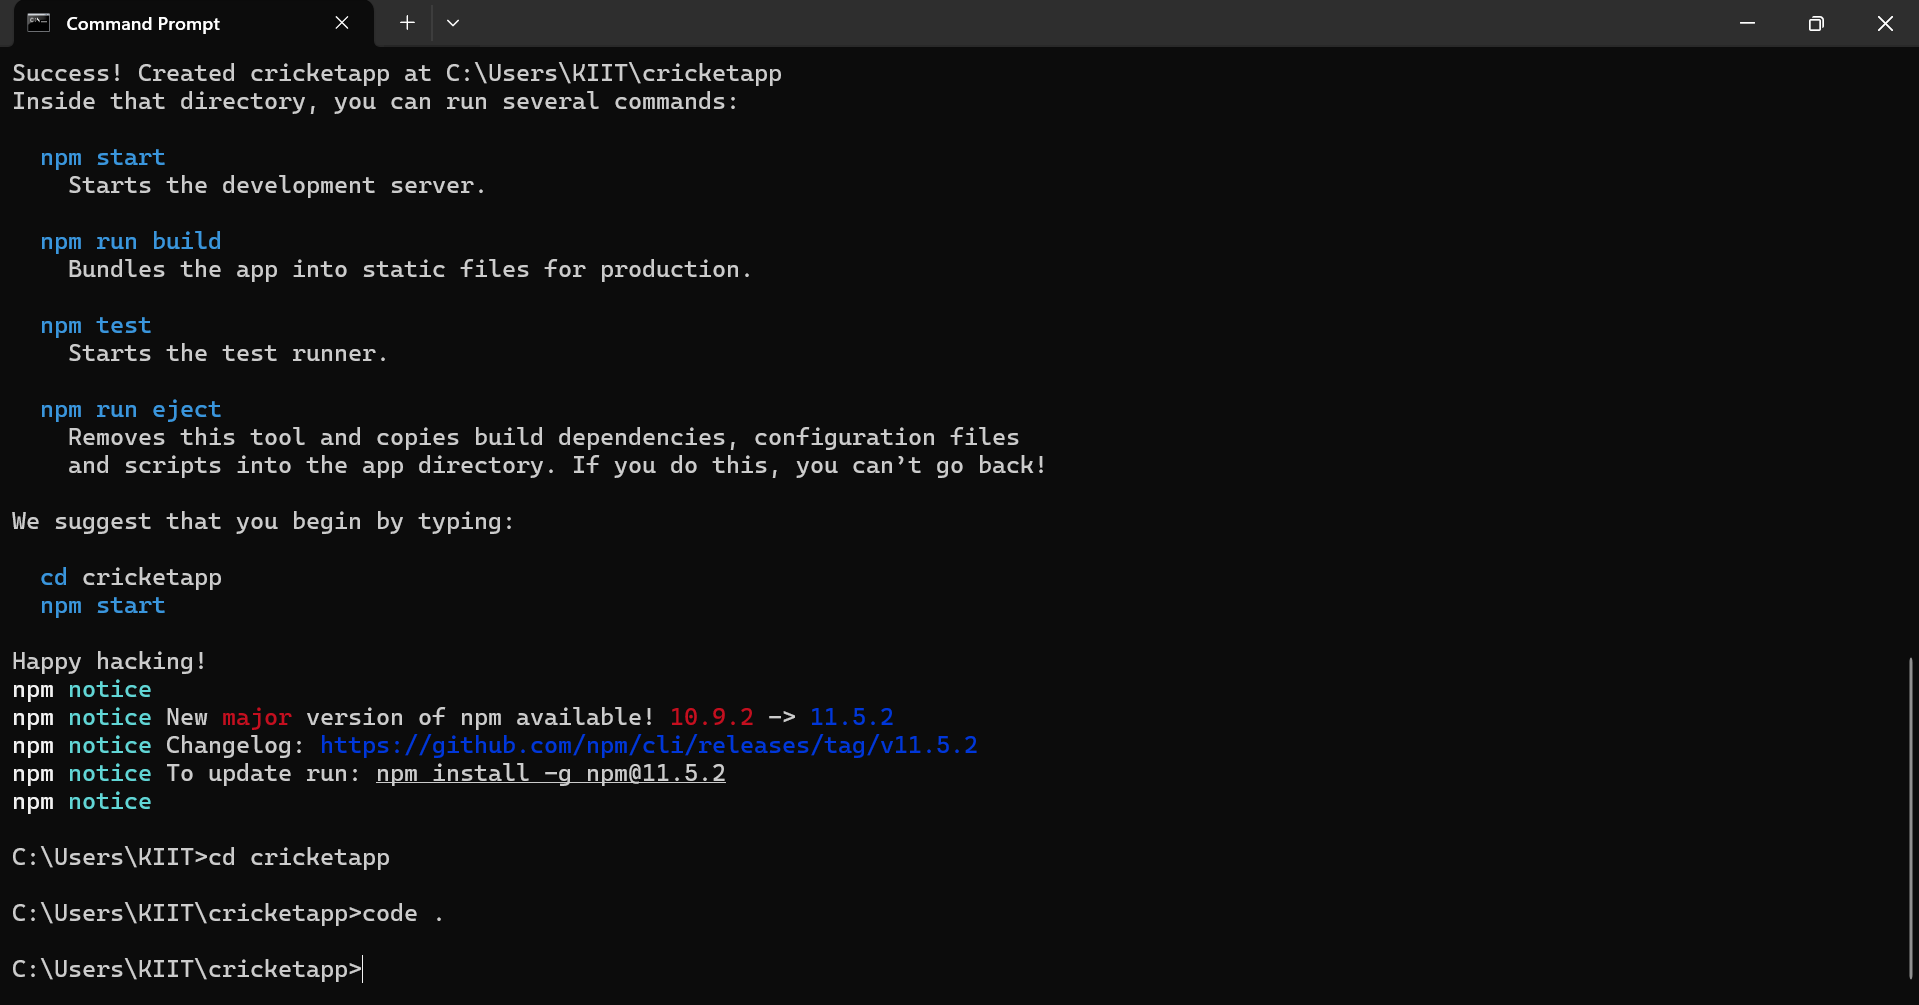 Command Prompt
Success! Created cricketapp at C:\Users\KIIT\cricketapp
Inside that directory, you can run several commands:
npm start
Starts the development server.
npm run build
Bundles the app into static files for production.
npm test
Starts the test runner.
npm run eject
Removes this tool and copies build dependencies, configuration files
and scripts into the app directory. If you do this, you can’t go back!
We suggest that you begin by typing:
cd cricketapp
npm start
Happy hacking!
npm notice
npm notice New major version of npm available! 10.9.2 -> 11.5.2
npm notice Changelog: https://github.com/npm/cli/releases/tag/v11.5.2
npm notice To update run: npm install -g npm@11.5.2
npm notice
C:\Users\KIIT>cd cricketapp
C:\Users\KIIT\cricketapp>code .
C:\Users\KIIT\cricketapp>